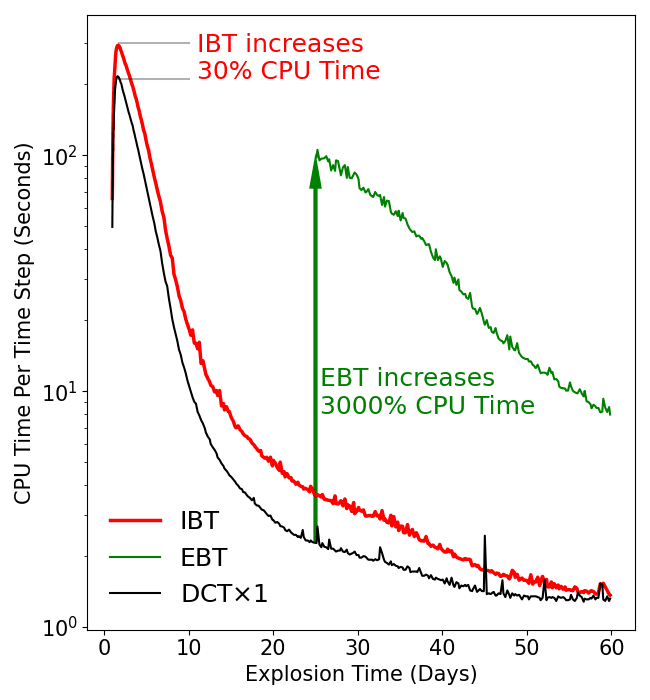 IBT increases
30% CPU Time
10²
CPU Time Per Time Step (Seconds)
EBT increases
3000% CPU Time
10¹
IBT
EBT
DCT×1
10⁰
0 10 20 30 40 50 60
Explosion Time (Days)